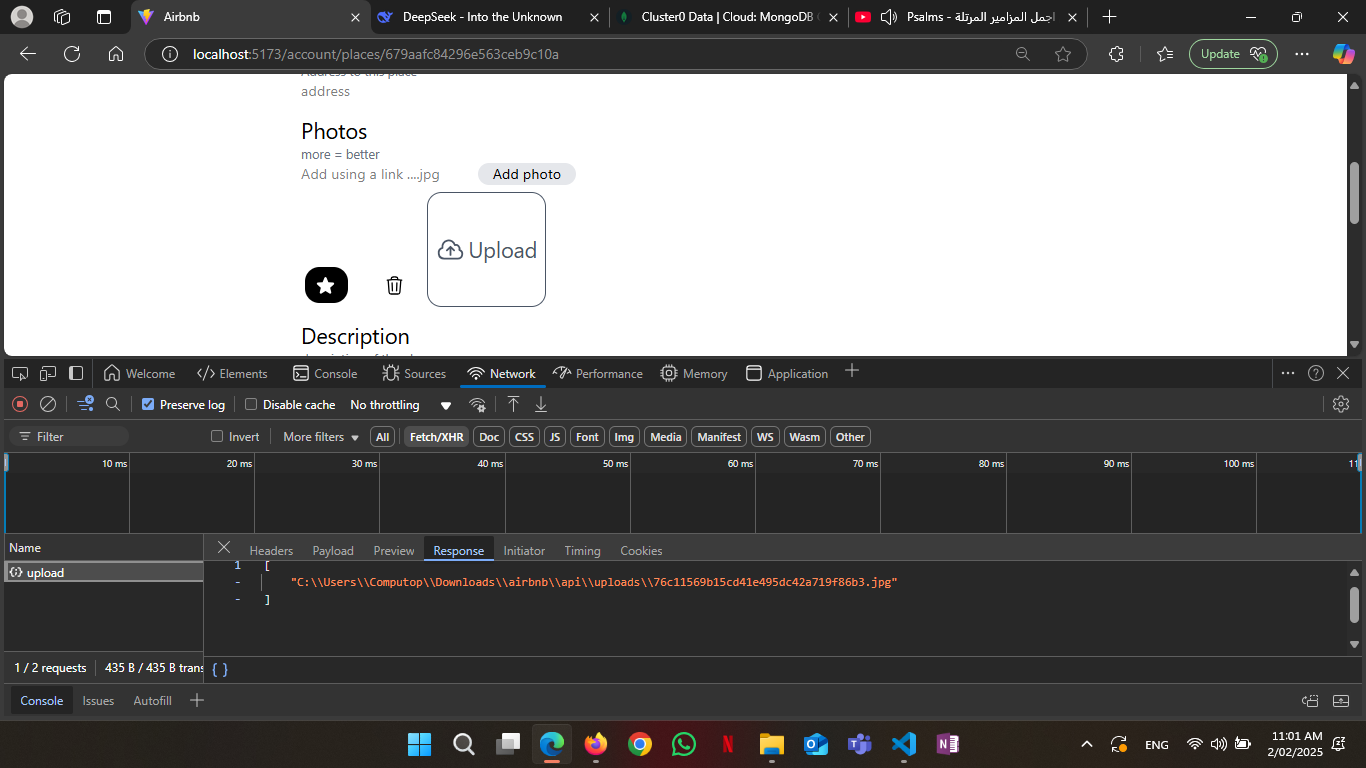 Airbnb
DeepSeek - Into the Unknown
Cluster0 Data | Cloud: MongoDB
Psalms - اجمل المزامير المرتلة
localhost:5173/account/places/679aafc84296e563ceb9c10a
Update
Address to this place
address
Photos
more = better
Add using a link ....jpg
Add photo
Upload
Description
Welcome
Elements
Console
Sources
Network
Performance
Memory
Application
Preserve log
Disable cache
No throttling
Filter
Invert
More filters
All
Fetch/XHR
Doc
CSS
JS
Font
Img
Media
Manifest
WS
Wasm
Other
10 ms
20 ms
30 ms
40 ms
50 ms
60 ms
70 ms
80 ms
90 ms
100 ms
11
Name
Headers
Payload
Preview
Response
Initiator
Timing
Cookies
{;} upload
1 [
- "C:\\Users\\Computop\\Downloads\\airbnb\\api\\uploads\\76c11569b15cd41e495dc42a719f86b3.jpg"
- ]
1 / 2 requests
435 B / 435 B trans
{ }
Console
Issues
Autofill
ENG
11:01 AM
2/02/2025